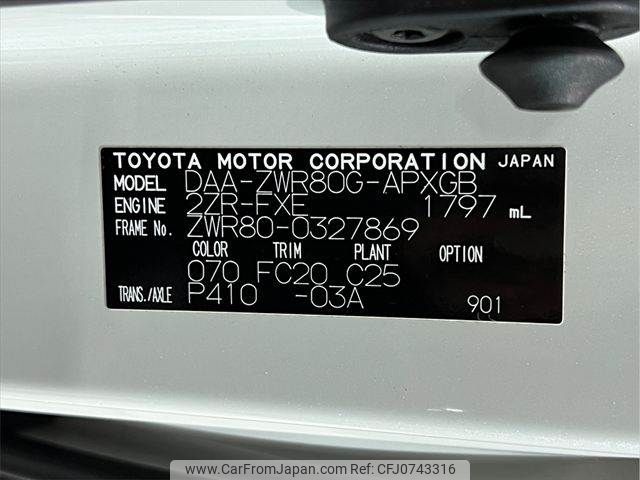 TOYOTA MOTOR CORPORATION JAPAN
MODEL DAA-ZWR80G-APXGB
ENGINE 2ZR-FXE 1797 mL
FRAME No. ZWR80-0327869
COLOR TRIM PLANT OPTION
070 FC20 C25
TRANS./AXLE P410 -03A 901
www.CarFromJapan.com - REFNO:CFJ0743316